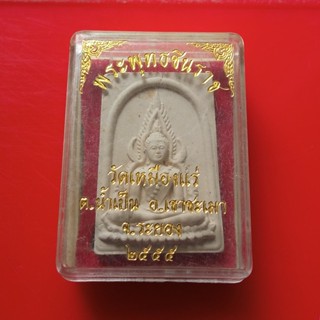 พระพุทธชินราช
วัดเหมืองแร่
ต.น้ำเป็น อ.เขาชะเมา
จ.ระยอง
๒๕๕๕